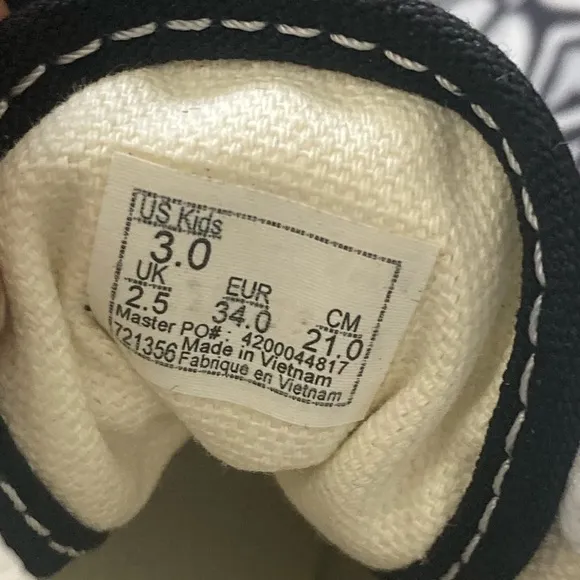 US Kids
3.0
UK EUR CM
2.5 34.0 21.0
Master PO#: 4200044817
721356 Made in Vietnam
Fabrique en Vietnam